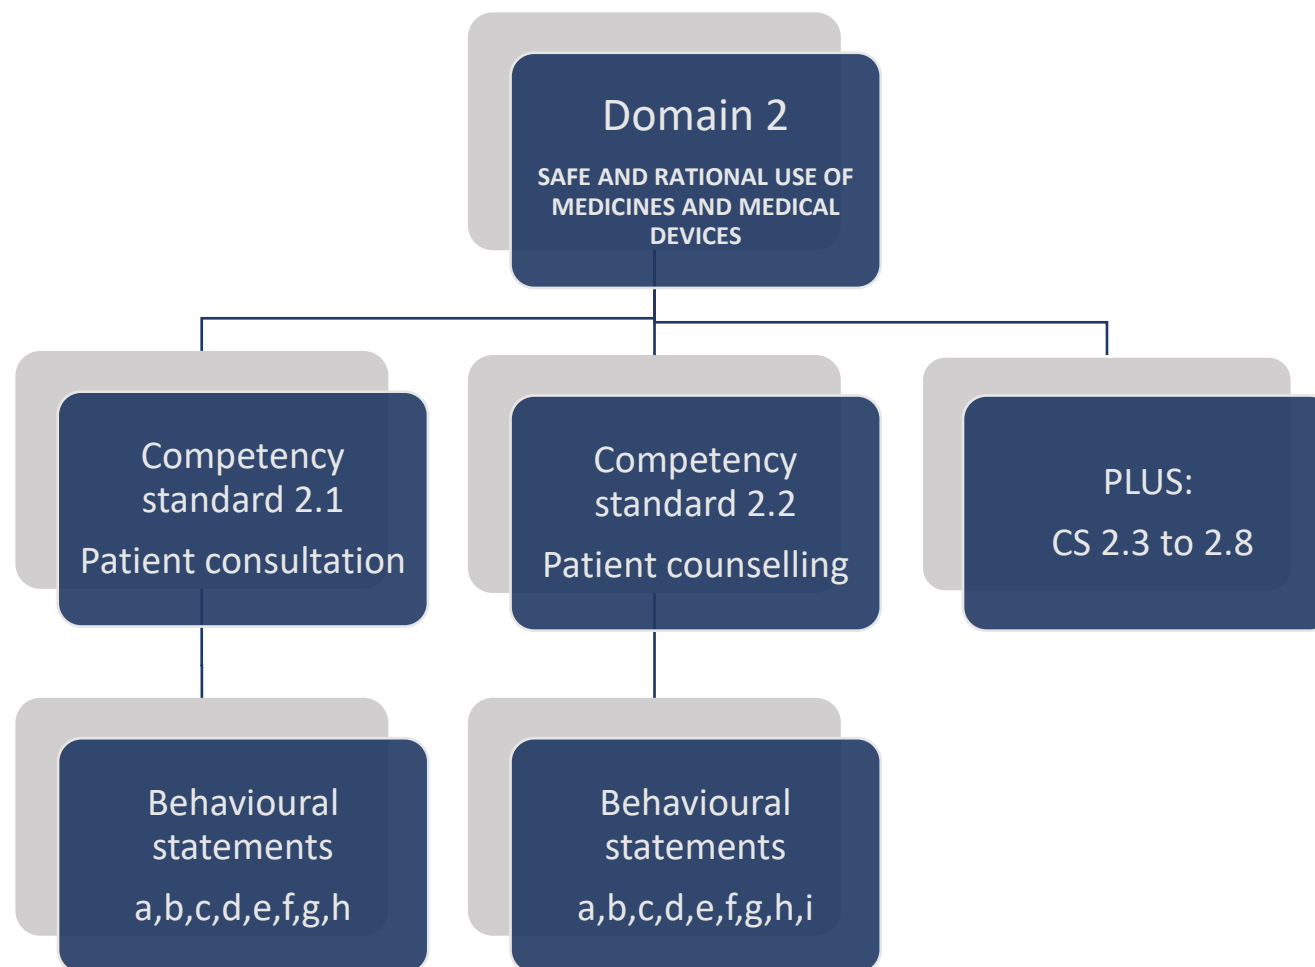 Domain 2
SAFE AND RATIONAL USE OF
MEDICINES AND MEDICAL
DEVICES
Competency
standard 2.1
Patient consultation
Competency
standard 2.2
Patient counselling
PLUS:
CS 2.3 to 2.8
Behavioural
statements
a,b,c,d,e,f,g,h
Behavioural
statements
a,b,c,d,e,f,g,h,i